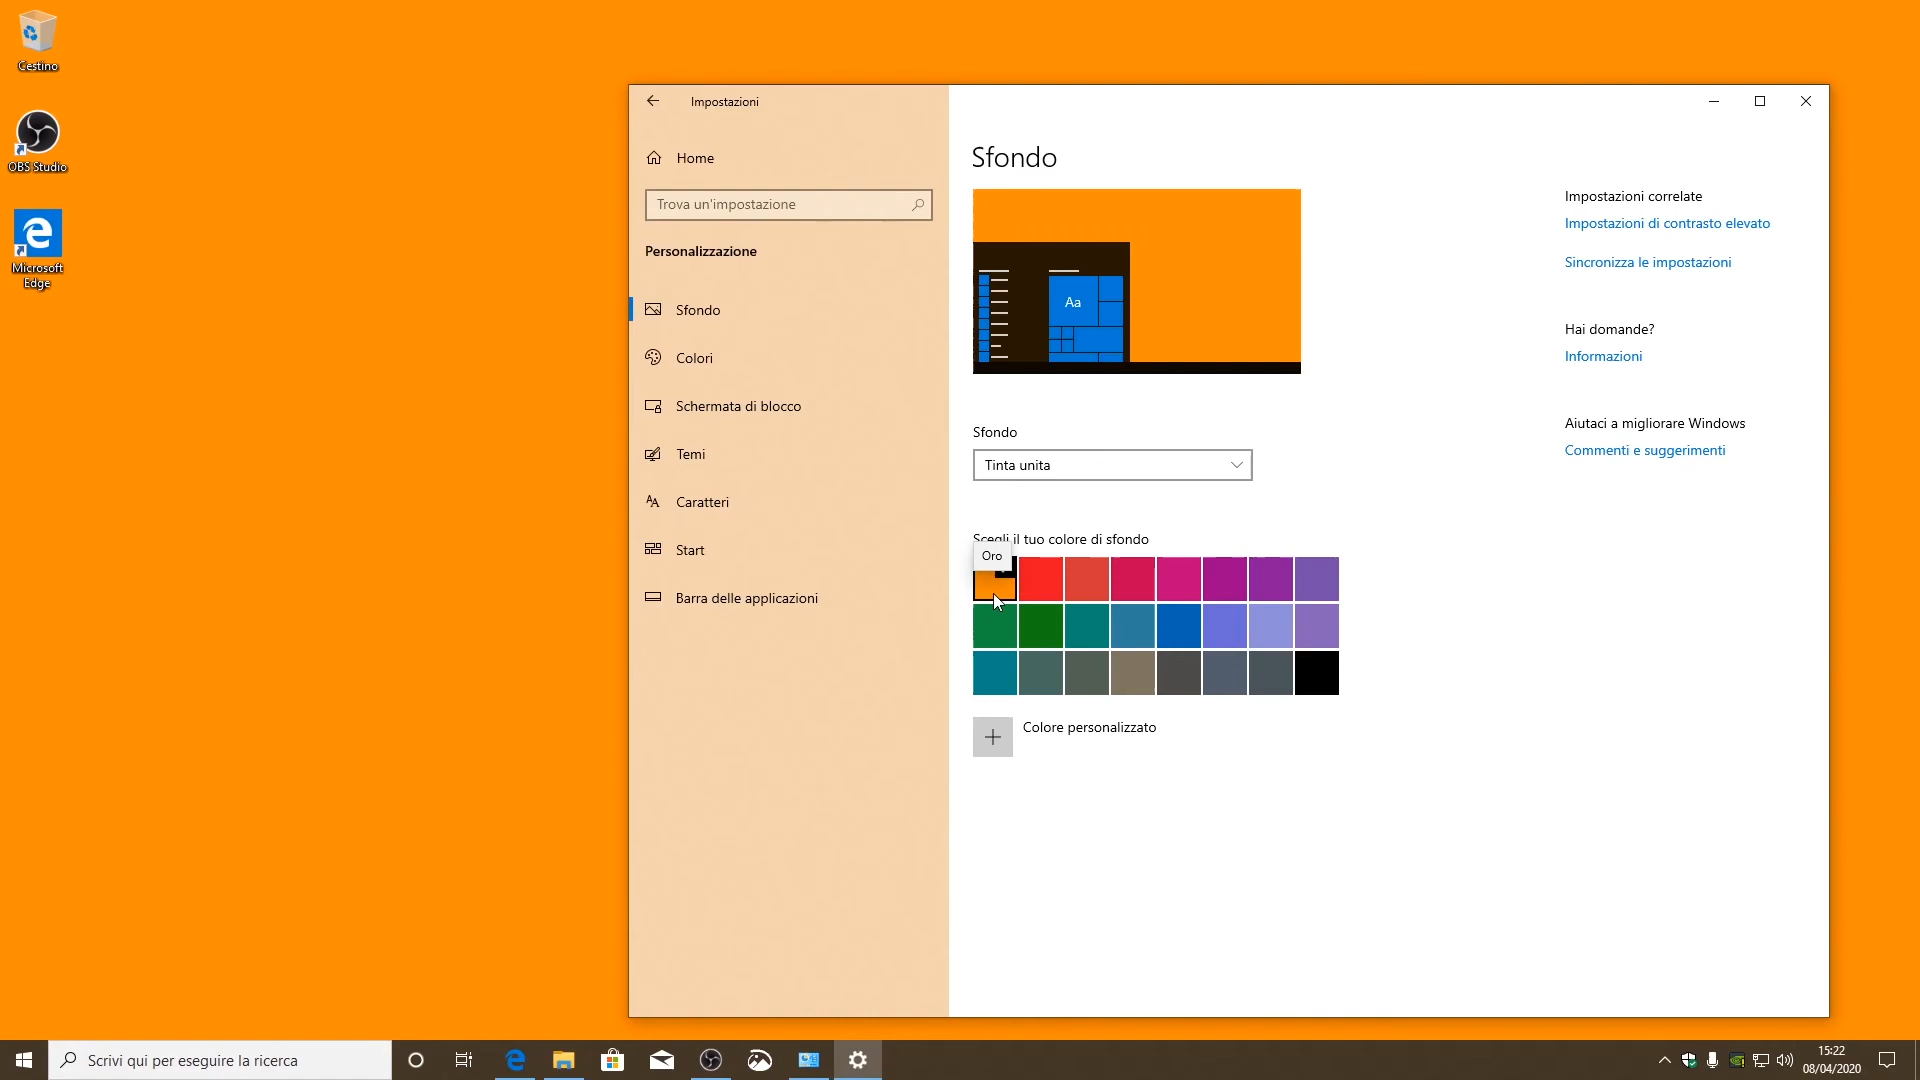 Cestino
OBS Studio
Microsoft
Edge
Impostazioni
Home
Trova un'impostazione
Personalizzazione
Sfondo
Colori
Schermata di blocco
Temi
Caratteri
Start
Barra delle applicazioni
Sfondo
Aa
Sfondo
Tinta unita
Scegli il tuo colore di sfondo
Oro
Colore personalizzato
Impostazioni correlate
Impostazioni di contrasto elevato
Sincronizza le impostazioni
Hai domande?
Informazioni
Aiutaci a migliorare Windows
Commenti e suggerimenti
Scrivi qui per eseguire la ricerca
15:22
08/04/2020